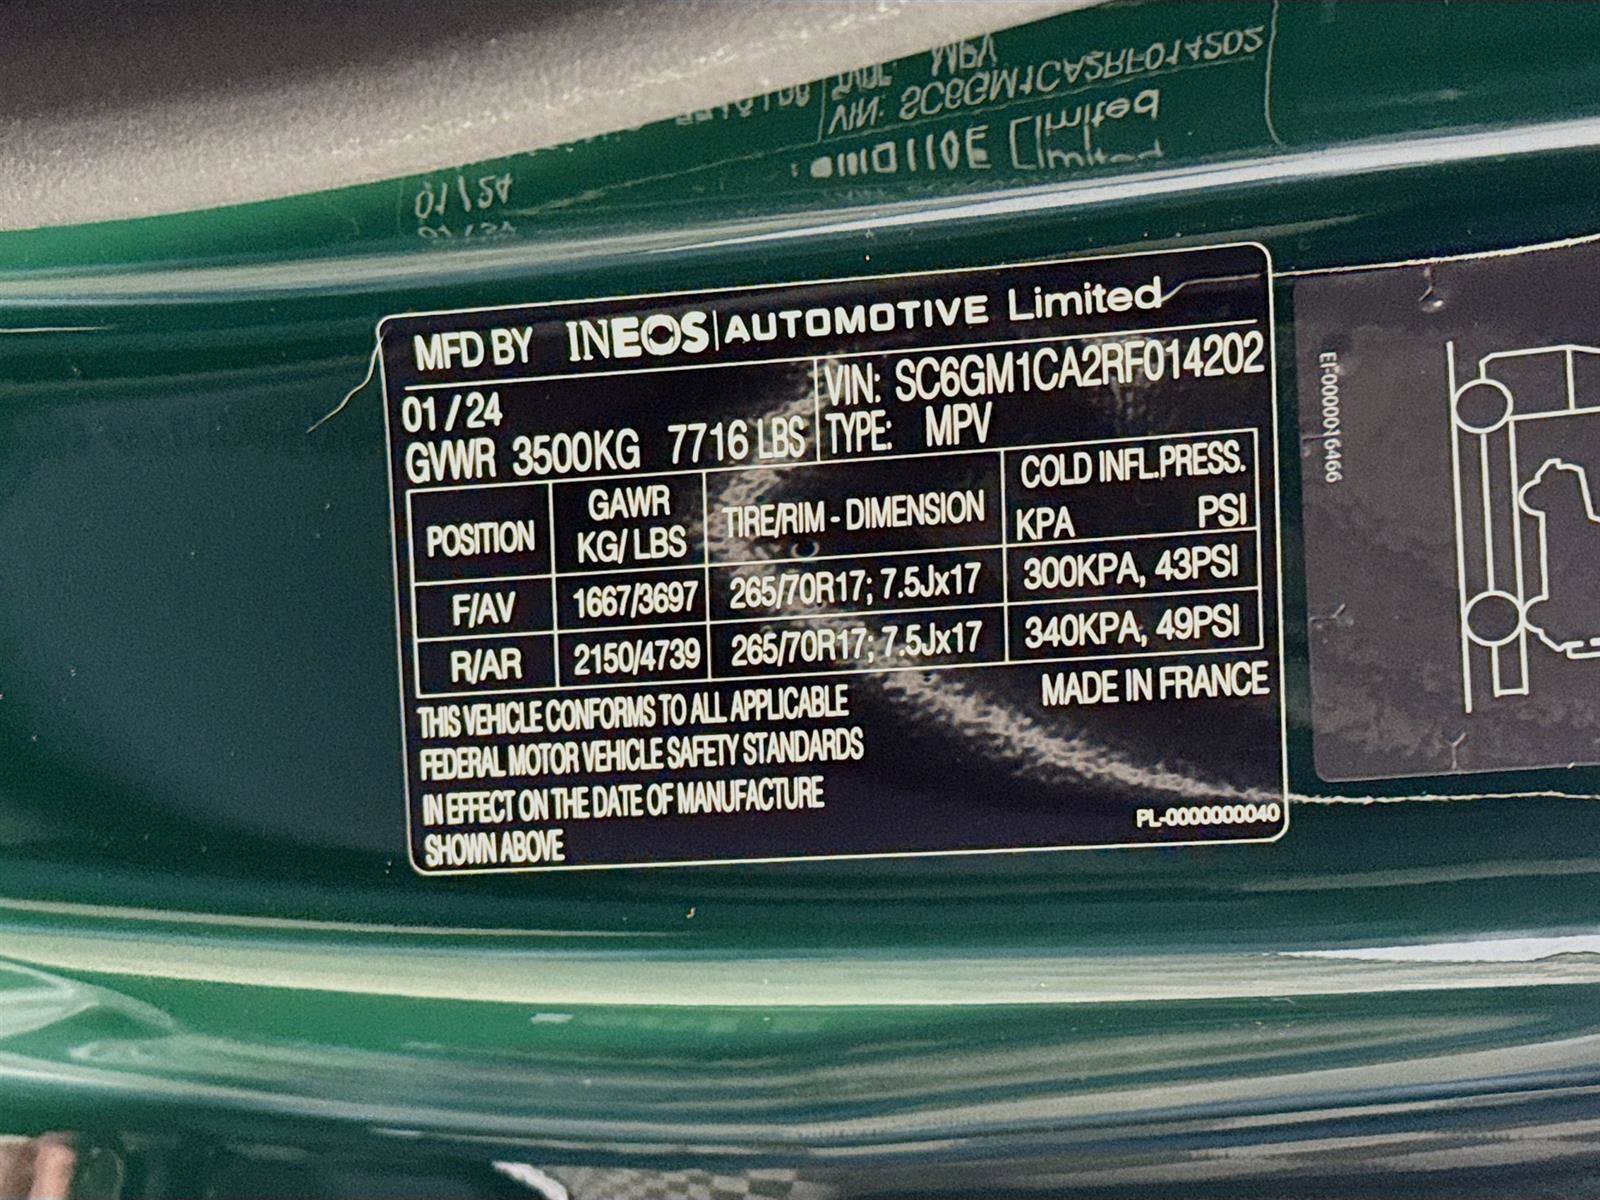 MFD BY INEOS | AUTOMOTIVE Limited
01/24
VIN: SC6GM1CA2RF014202
GVWR 3500KG 7716 LBS
TYPE: MPV
POSITION
GAWR
KG/LBS
TIRE/RIM - DIMENSION
COLD INFL.PRESS.
KPA PSI
F/AV 1667/3697 265/70R17; 7.5Jx17 300KPA, 43PSI
R/AR 2150/4739 265/70R17; 7.5Jx17 340KPA, 49PSI
THIS VEHICLE CONFORMS TO ALL APPLICABLE
FEDERAL MOTOR VEHICLE SAFETY STANDARDS
IN EFFECT ON THE DATE OF MANUFACTURE
SHOWN ABOVE
MADE IN FRANCE
PL-0000000040